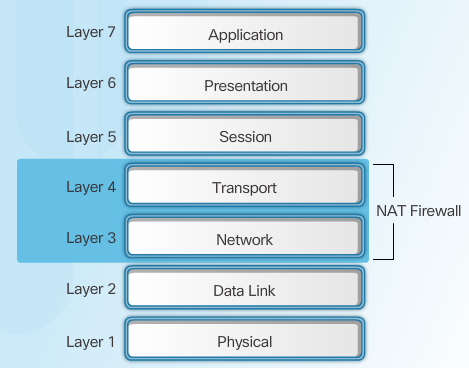 Layer 7 Application
Layer 6 Presentation
Layer 5 Session
Layer 4 Transport
NAT Firewall
Layer 3 Network
Layer 2 Data Link
Layer 1 Physical